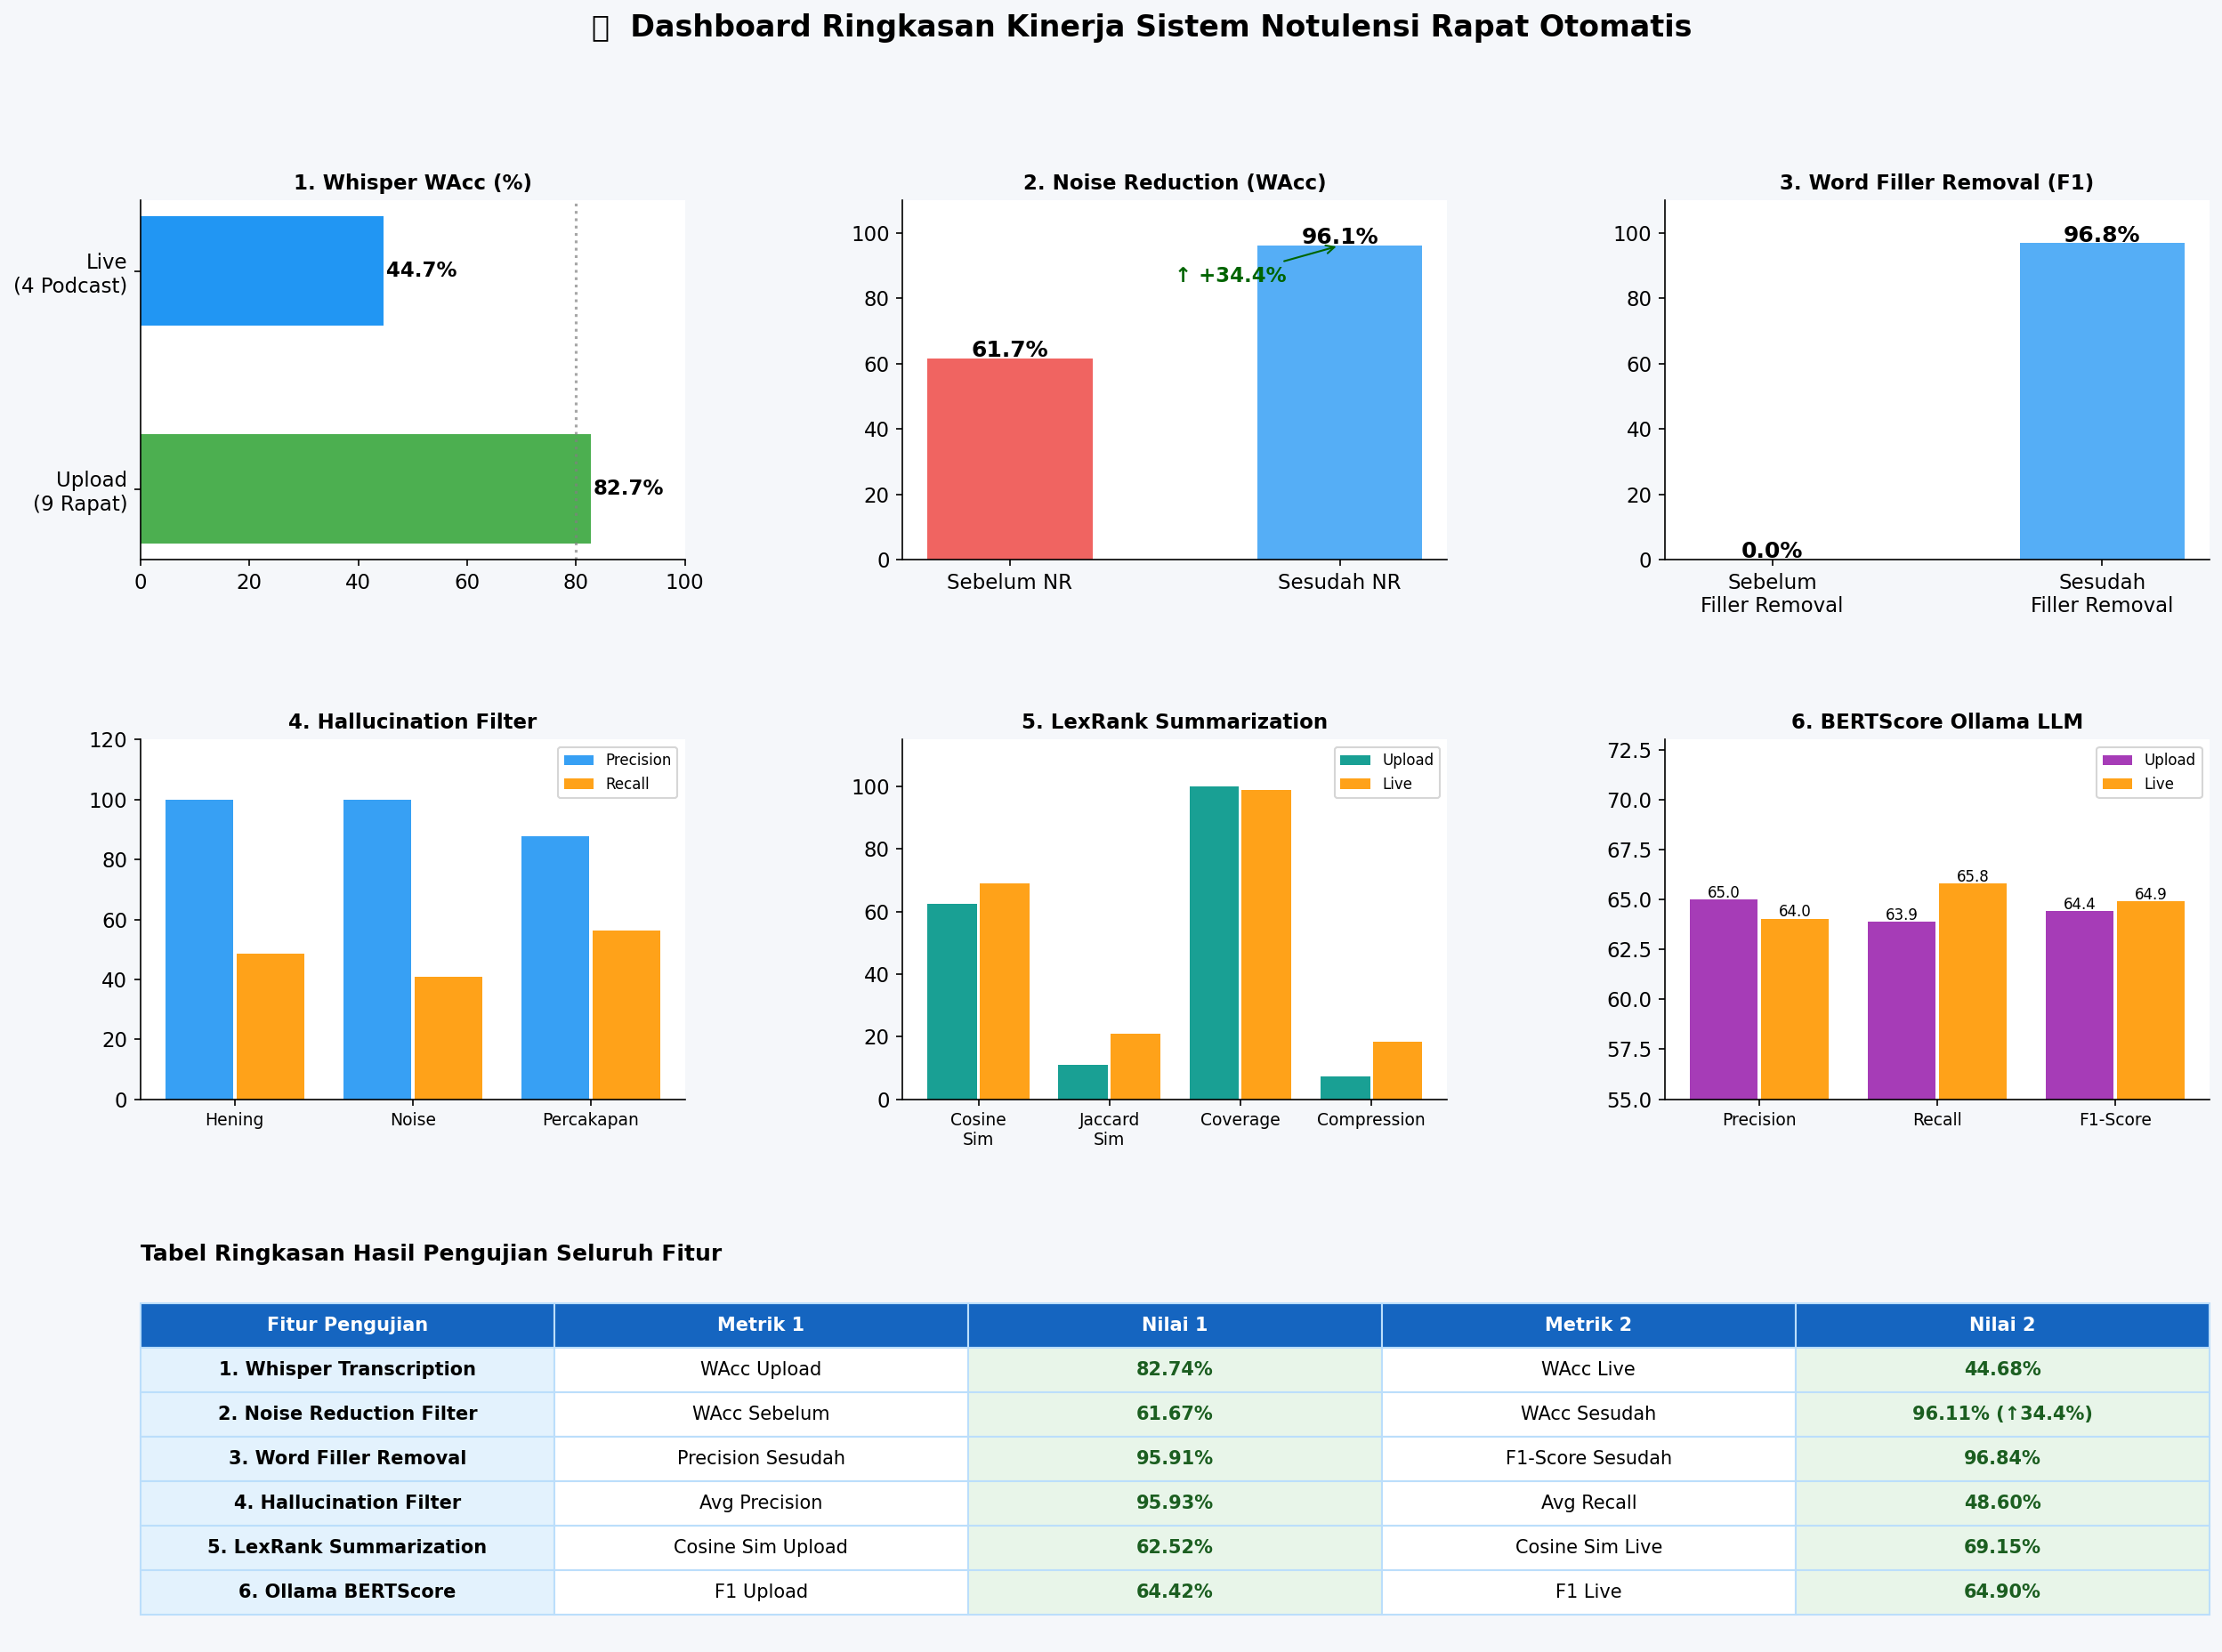 Dashboard Ringkasan Kinerja Sistem Notulensi Rapat Otomatis
1. Whisper WAcc (%)
Live
(4 Podcast)
44.7%
Upload
(9 Rapat)
82.7%
0 20 40 60 80 100
2. Noise Reduction (WAcc)
100
80
60
40
20
0
61.7%
96.1%
↑ +34.4%
Sebelum NR Sesudah NR
3. Word Filler Removal (F1)
100
80
60
40
20
0
0.0%
96.8%
Sebelum
Filler Removal
Sesudah
Filler Removal
4. Hallucination Filter
120
100
80
60
40
20
0
Precision
Recall
Hening Noise Percakapan
5. LexRank Summarization
100
80
60
40
20
0
Upload
Live
Cosine
Sim
Jaccard
Sim
Coverage
Compression
6. BERTScore Ollama LLM
72.5
70.0
67.5
65.0
62.5
60.0
57.5
55.0
Upload
Live
65.0
64.0
63.9
65.8
64.4
64.9
Precision Recall F1-Score
Tabel Ringkasan Hasil Pengujian Seluruh Fitur
Fitur Pengujian Metrik 1 Nilai 1 Metrik 2 Nilai 2
1. Whisper Transcription WAcc Upload 82.74% WAcc Live 44.68%
2. Noise Reduction Filter WAcc Sebelum 61.67% WAcc Sesudah 96.11% (↑34.4%)
3. Word Filler Removal Precision Sesudah 95.91% F1-Score Sesudah 96.84%
4. Hallucination Filter Avg Precision 95.93% Avg Recall 48.60%
5. LexRank Summarization Cosine Sim Upload 62.52% Cosine Sim Live 69.15%
6. Ollama BERTScore F1 Upload 64.42% F1 Live 64.90%